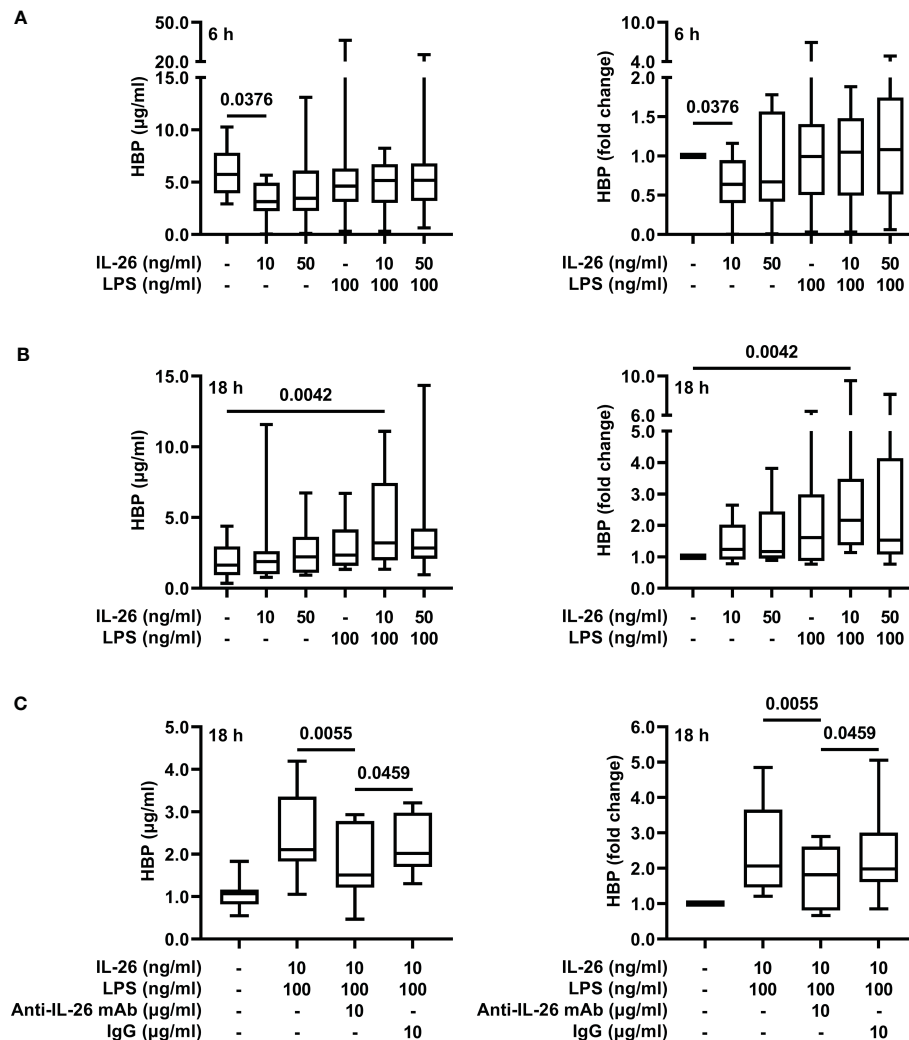 A
6 h
HBP (µg/ml)
50.0
20.0
15.0
10.0
5.0
0.0
0.0376
- 10 50 - 10 50
IL-26 (ng/ml)
- - - 100 100 100
LPS (ng/ml)
6 h
HBP (fold change)
10.0
4.0
2.0
1.5
1.0
0.5
0.0
0.0376
IL-26 (ng/ml) - 10 50 - 10 50
LPS (ng/ml) - - - 100 100 100
B
18 h
HBP (µg/ml)
15.0
10.0
5.0
0.0
0.0042
IL-26 (ng/ml) - 10 50 - 10 50
LPS (ng/ml) - - - 100 100 100
18 h
HBP (fold change)
10.0
6.0
5.0
4.0
3.0
2.0
1.0
0.0
0.0042
IL-26 (ng/ml) - 10 50 - 10 50
LPS (ng/ml) - - - 100 100 100
C
18 h
HBP (µg/ml)
5.0
4.0
3.0
2.0
1.0
0.0
0.0055
0.0459
IL-26 (ng/ml) - 10 10 10
LPS (ng/ml) - 100 100 100
Anti-IL-26 mAb (µg/ml) - - 10 -
IgG (µg/ml) - - - 10
18 h
HBP (fold change)
6.0
5.0
4.0
3.0
2.0
1.0
0.0
0.0055
0.0459
IL-26 (ng/ml) - 10 10 10
LPS (ng/ml) - 100 100 100
Anti-IL-26 mAb (µg/ml) - - 10 -
IgG (µg/ml) - - - 10